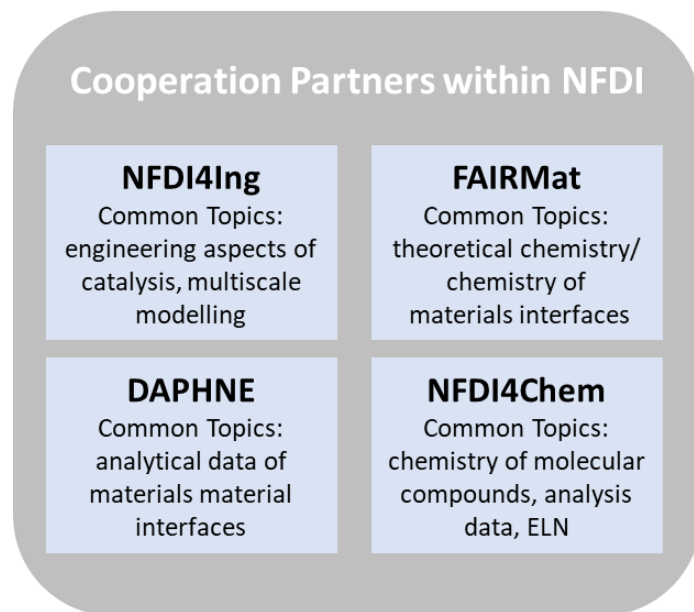 Cooperation Partners within NFDI
NFDI4Ing
Common Topics:
engineering aspects of
catalysis, multiscale
modelling
FAIRMat
Common Topics:
theoretical chemistry/
chemistry of
materials interfaces
DAPHNE
Common Topics:
analytical data of
materials material
interfaces
NFDI4Chem
Common Topics:
chemistry of molecular
compounds, analysis
data, ELN